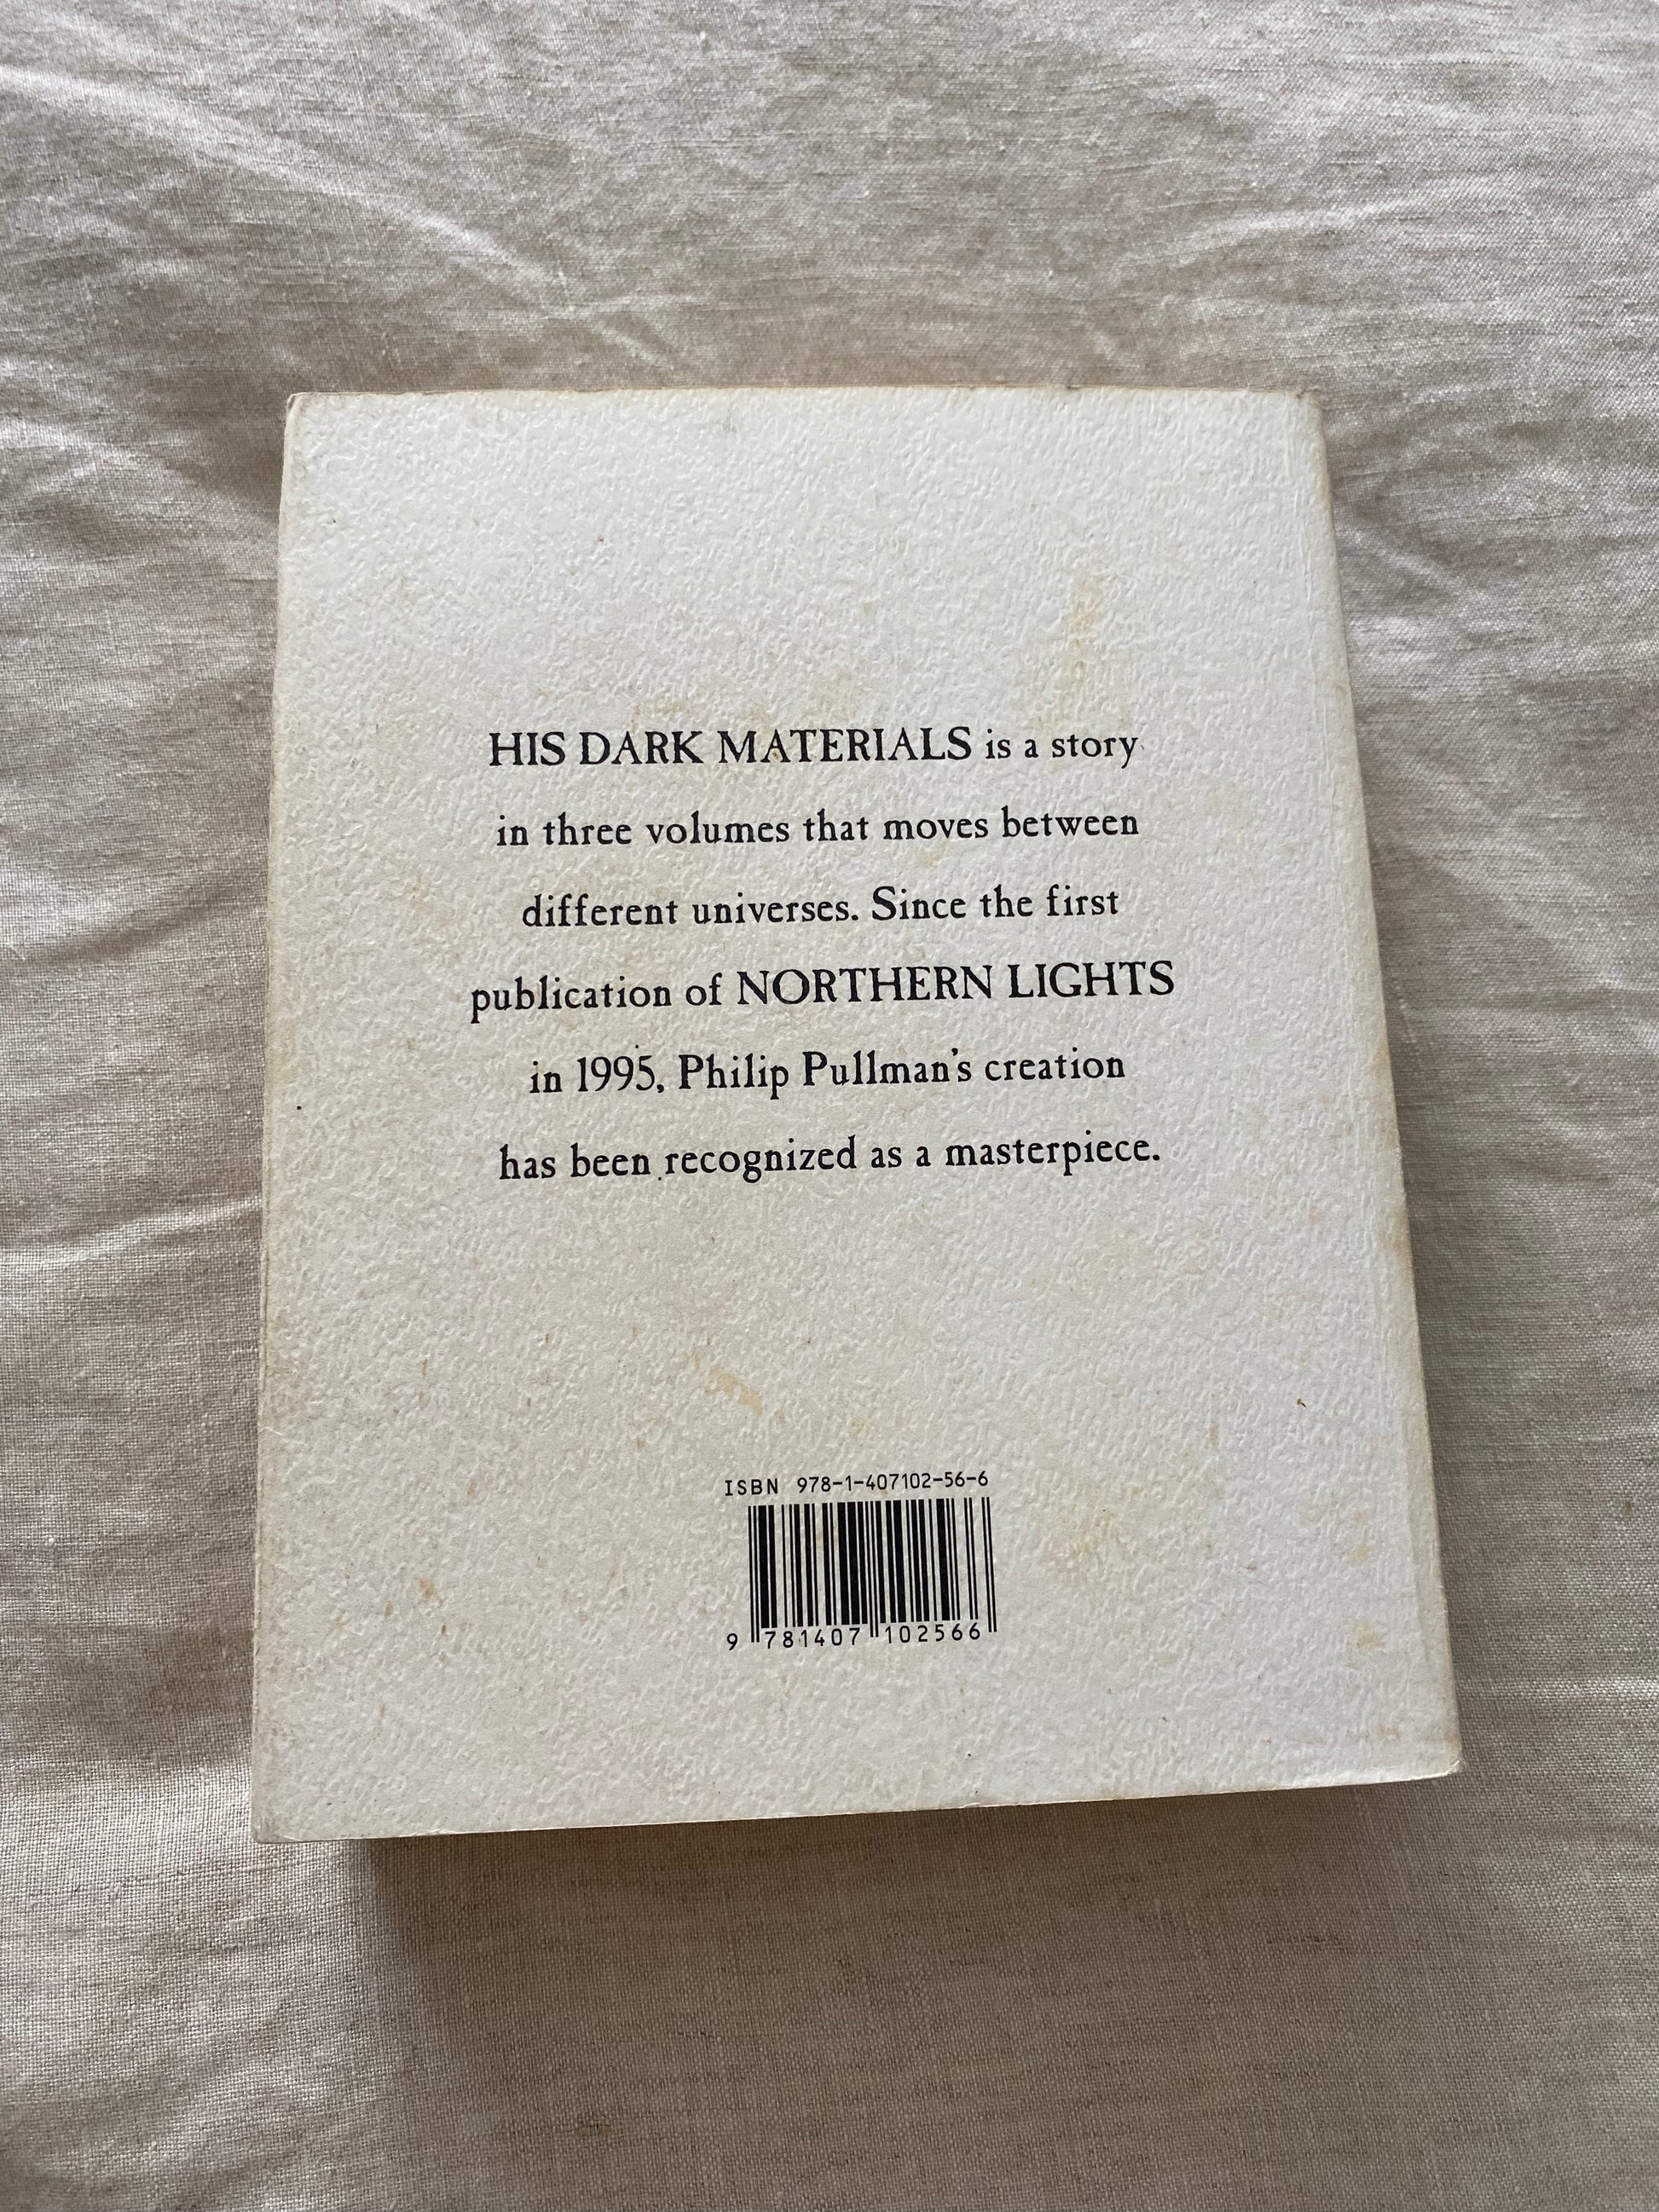 HIS DARK MATERIALS is a story
in three volumes that moves between
different universes. Since the first
publication of NORTHERN LIGHTS
in 1995, Philip Pullman's creation
has been recognized as a masterpiece.
ISBN 978-1-407102-56-6
9 781407 102566